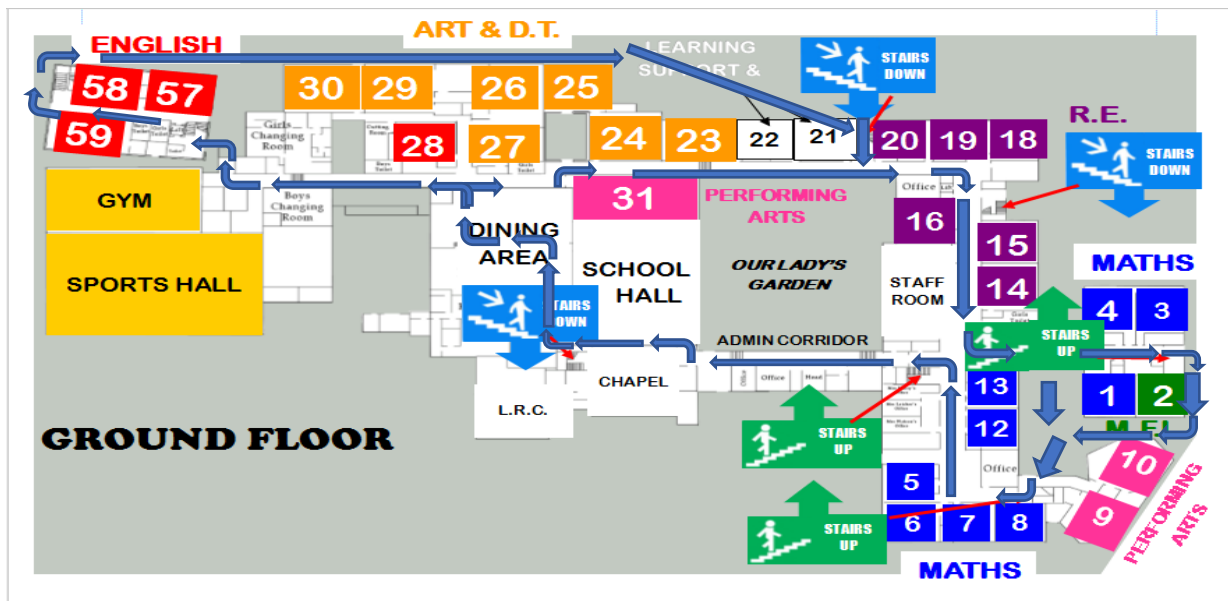 ART & D.T.
ENGLISH
LEARNING
SUPPORT &
STAIRS
DOWN
58
57
59
30
29
26
25
28
27
24
23
22
21
20
19
18
R.E.
STAIRS
DOWN
Girls
Changing
Room
Boys
Changing
Room
GYM
SPORTS HALL
DINING
AREA
31
PERFORMING
ARTS
SCHOOL
HALL
OUR LADY'S
GARDEN
Office
16
15
14
STAFF
ROOM
MATHS
4
3
STAIRS
DOWN
STAIRS
UP
ADMIN CORRIDOR
CHAPEL
L.R.C.
Office
Office
Head
13
12
1
2
M.F.L
GROUND FLOOR
STAIRS
UP
STAIRS
UP
Office
5
6
7
8
10
9
PERFORMING
ARTS
MATHS